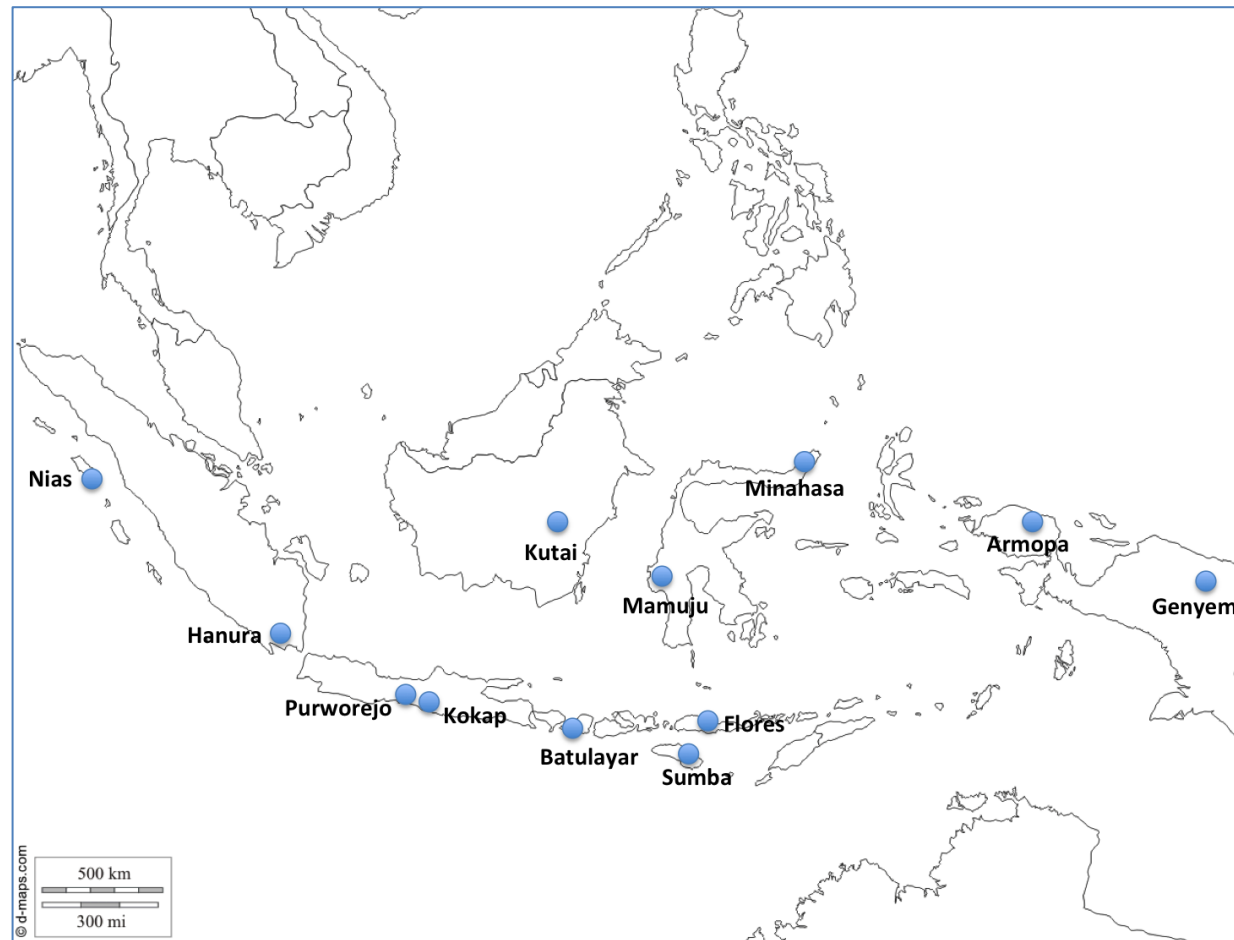 Nias
Minahasa
Kutai
Armopa
Mamuju
Genyem
Hanura
Purworejo
Kokap
Flores
Batulayar
Sumba
© d-maps.com
500 km
300 mi